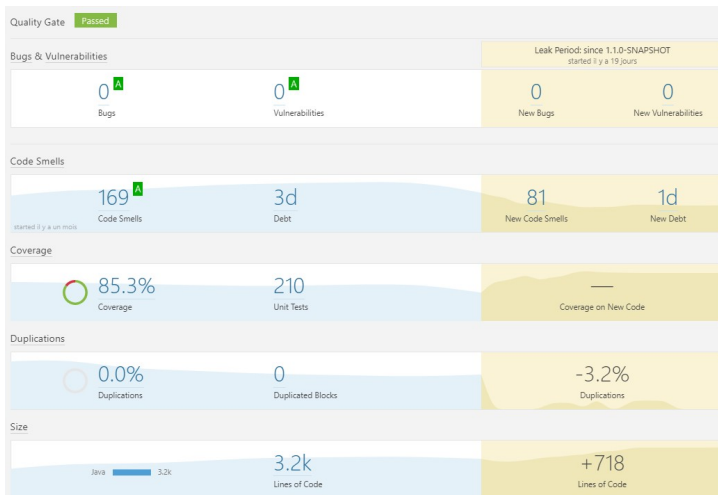 Quality Gate Passed
Bugs & Vulnerabilities
Leak Period: since 1.1.0-SNAPSHOT
started il y a 19 jours
0 A
Bugs
0 A
Vulnerabilities
0
New Bugs
0
New Vulnerabilities
Code Smells
169 A
Code Smells
3d
Debt
81
New Code Smells
1d
New Debt
started il y a un mois
Coverage
85.3%
Coverage
210
Unit Tests
—
Coverage on New Code
Duplications
0.0%
Duplications
0
Duplicated Blocks
-3.2%
Duplications
Size
Java 3.2k
3.2k
Lines of Code
+718
Lines of Code